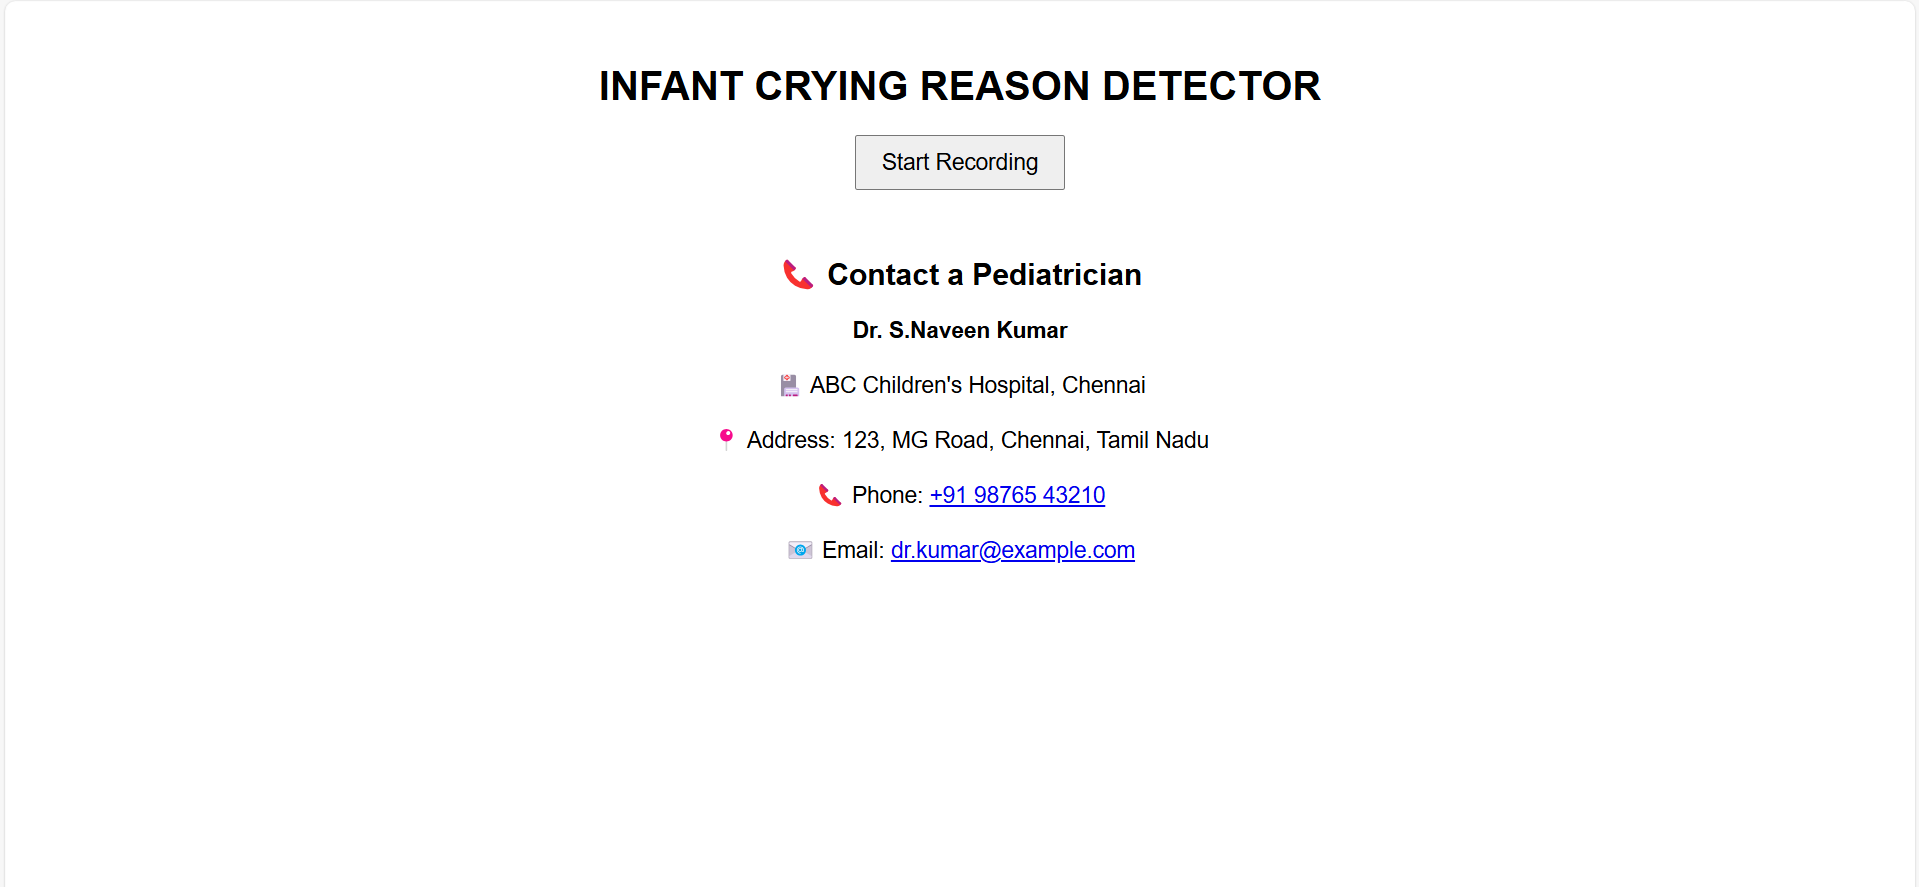 INFANT CRYING REASON DETECTOR
Start Recording
📞 Contact a Pediatrician
Dr. S.Naveen Kumar
🏥 ABC Children's Hospital, Chennai
📍 Address: 123, MG Road, Chennai, Tamil Nadu
📞 Phone: +91 98765 43210
📧 Email: dr.kumar@example.com